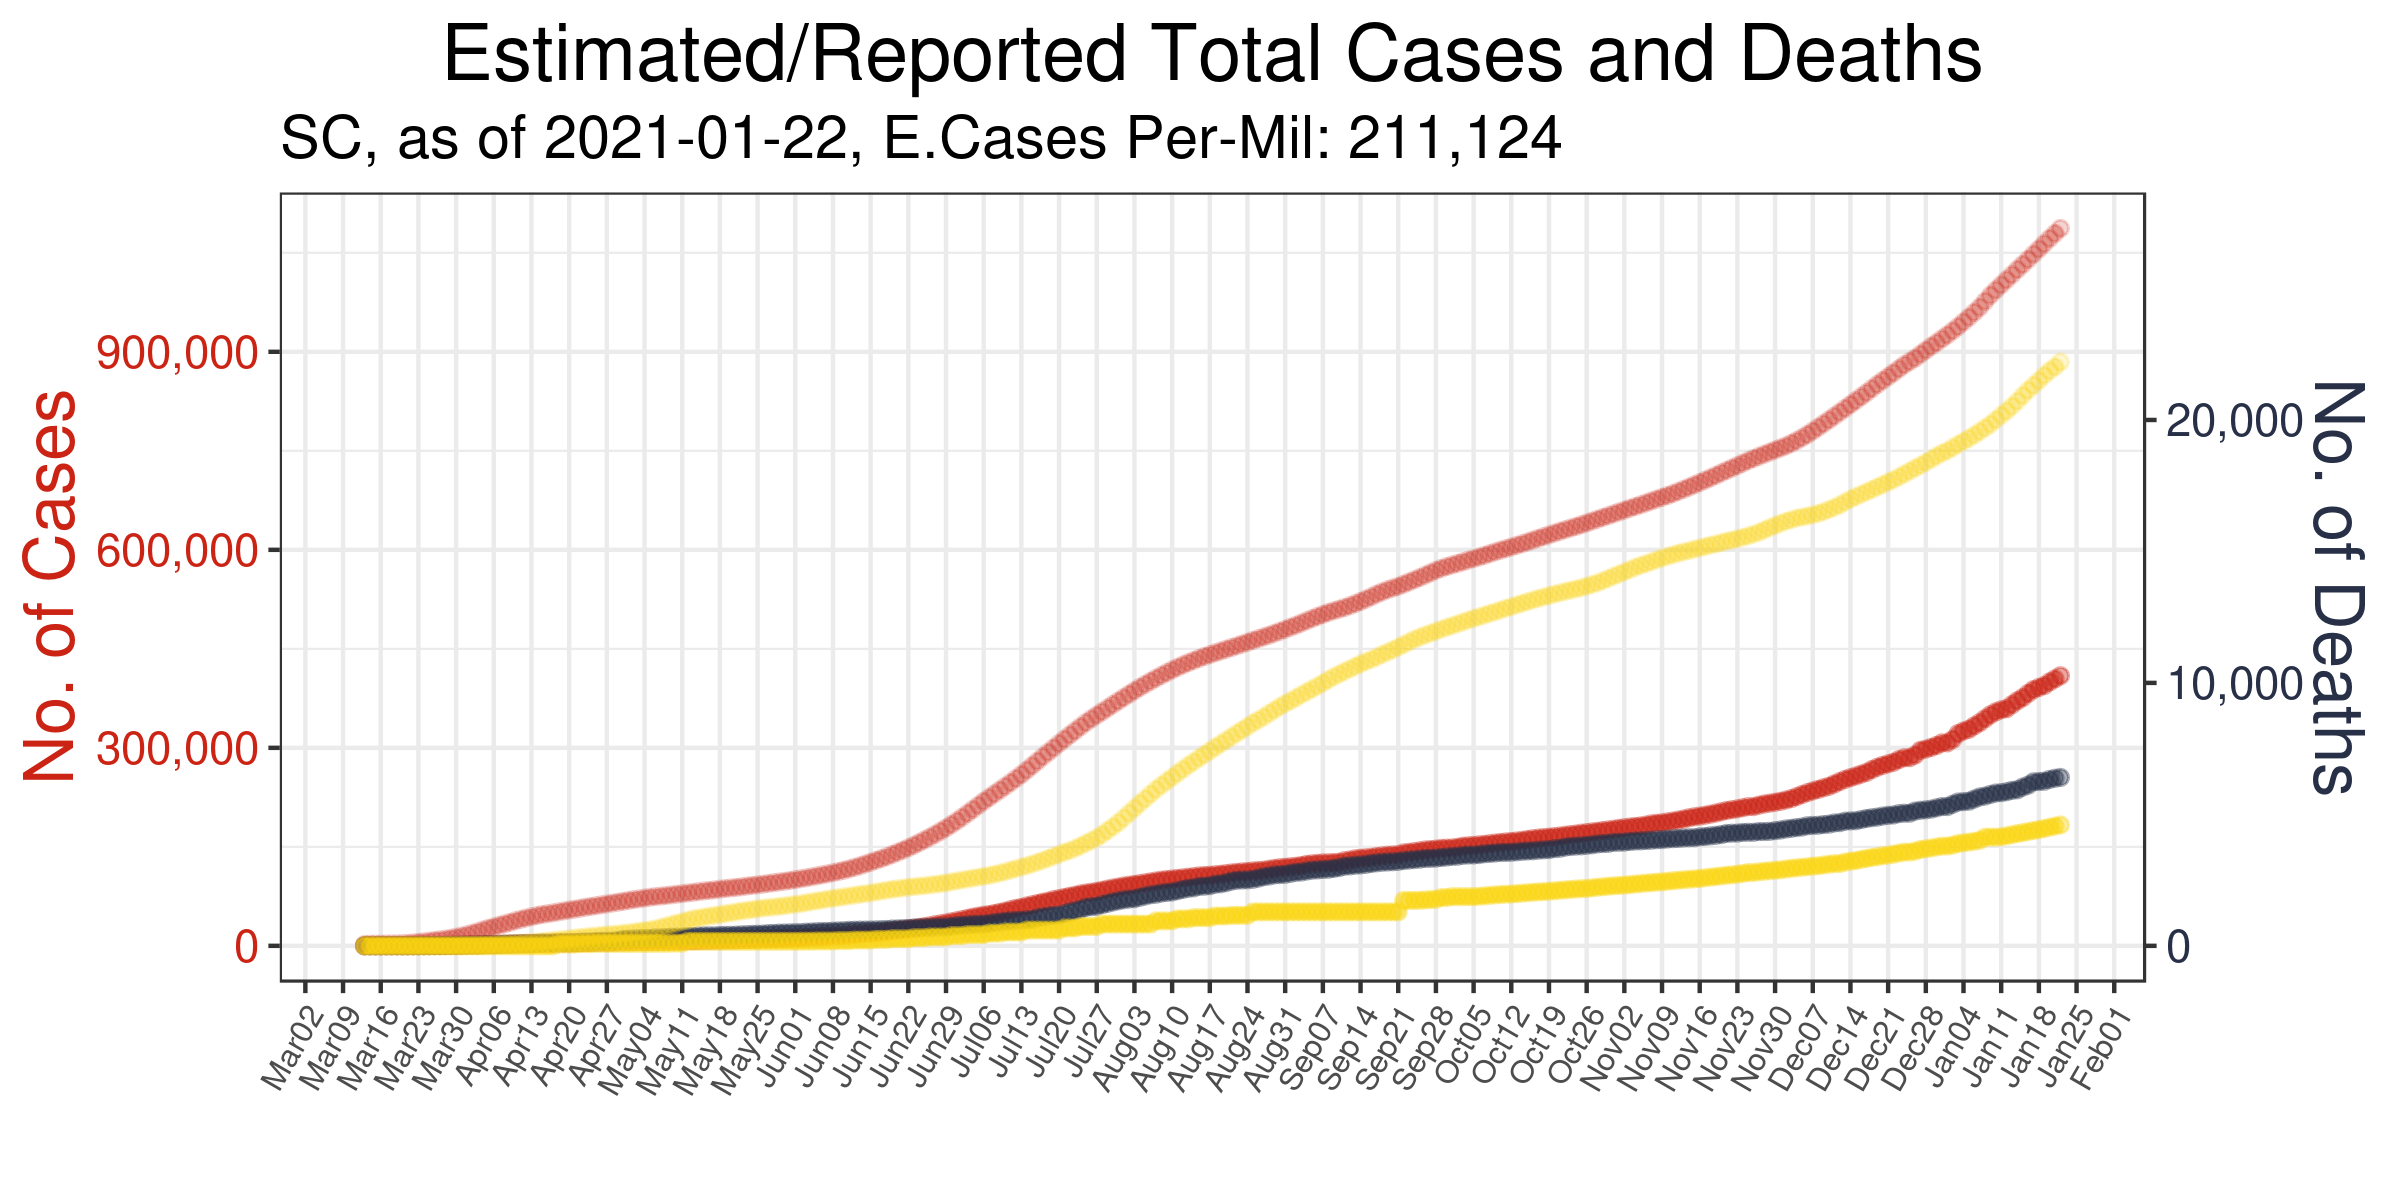 Estimated/Reported Total Cases and Deaths
SC, as of 2021-01-22, E.Cases Per-Mil: 211,124
No. of Cases
900,000
600,000
300,000
0
20,000
10,000
0
No. of Deaths
Mar02
Mar09
Mar16
Mar23
Mar30
Apr06
Apr13
Apr20
Apr27
May04
May11
May18
May25
Jun01
Jun08
Jun15
Jun22
Jun29
Jul06
Jul13
Jul20
Jul27
Aug03
Aug10
Aug17
Aug24
Aug31
Sep07
Sep14
Sep21
Sep28
Oct05
Oct12
Oct19
Oct26
Nov02
Nov09
Nov16
Nov23
Nov30
Dec07
Dec14
Dec21
Dec28
Jan04
Jan11
Jan18
Jan25
Feb01